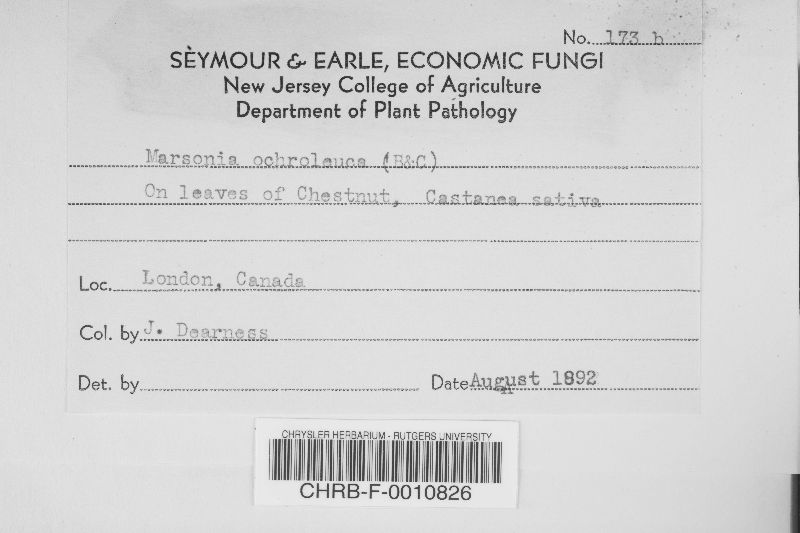 No. 173 b
SEYMOUR & EARLE, ECONOMIC FUNGI
New Jersey College of Agriculture
Department of Plant Pathology
Marsonia ochroleuca (B&C)
On leaves of Chestnut, Castanea sativa
Loc. London, Canada
Col. by J. Dearness
Det. by
Date August 1892
CHRYSLER HERBARIUM - RUTGERS UNIVERSITY
CHRB-F-0010826